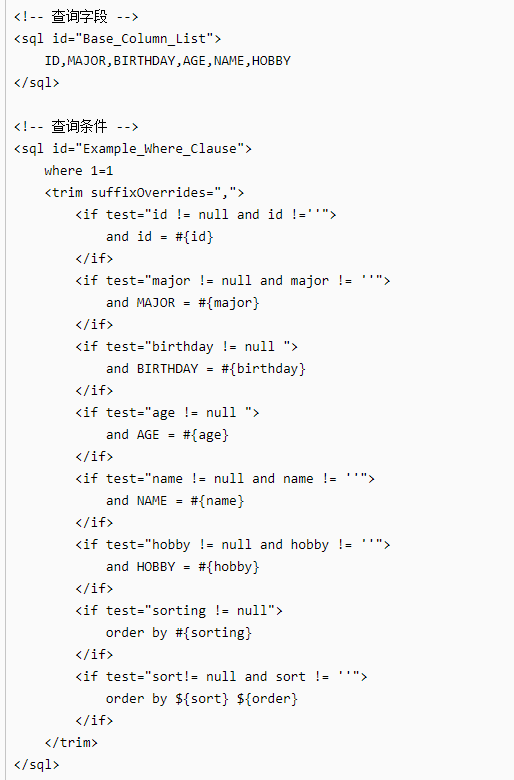 <!-- 查询字段 -->
<sql id="Base_Column_List">
    ID,MAJOR,BIRTHDAY,AGE,NAME,HOBBY
</sql>

<!-- 查询条件 -->
<sql id="Example_Where_Clause">
    where 1=1
    <trim suffixOverrides=",">
        <if test="id != null and id !=''">
            and id = #{id}
        </if>
        <if test="major != null and major != ''">
            and MAJOR = #{major}
        </if>
        <if test="birthday != null ">
            and BIRTHDAY = #{birthday}
        </if>
        <if test="age != null ">
            and AGE = #{age}
        </if>
        <if test="name != null and name != ''">
            and NAME = #{name}
        </if>
        <if test="hobby != null and hobby != ''">
            and HOBBY = #{hobby}
        </if>
        <if test="sorting != null">
            order by #{sorting}
        </if>
        <if test="sort!= null and sort != ''">
            order by ${sort} ${order}
        </if>
    </trim>
</sql>